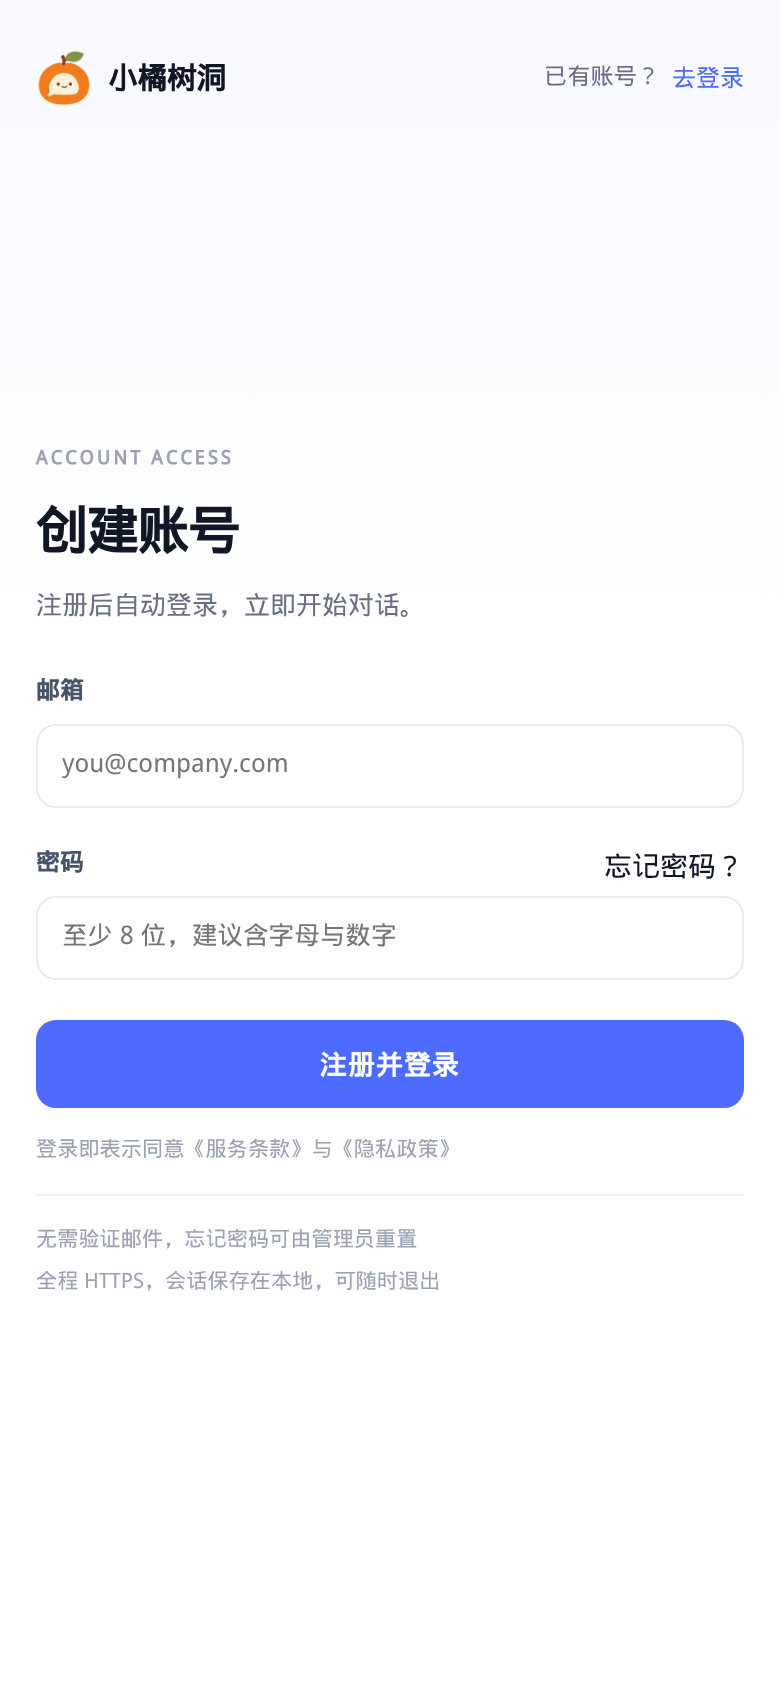 小橘树洞
已有账号？ 去登录
ACCOUNT ACCESS
创建账号
注册后自动登录，立即开始对话。
邮箱
you@company.com
密码 忘记密码？
至少 8 位，建议含字母与数字
注册并登录
登录即表示同意《服务条款》与《隐私政策》
无需验证邮件，忘记密码可由管理员重置
全程 HTTPS，会话保存在本地，可随时退出